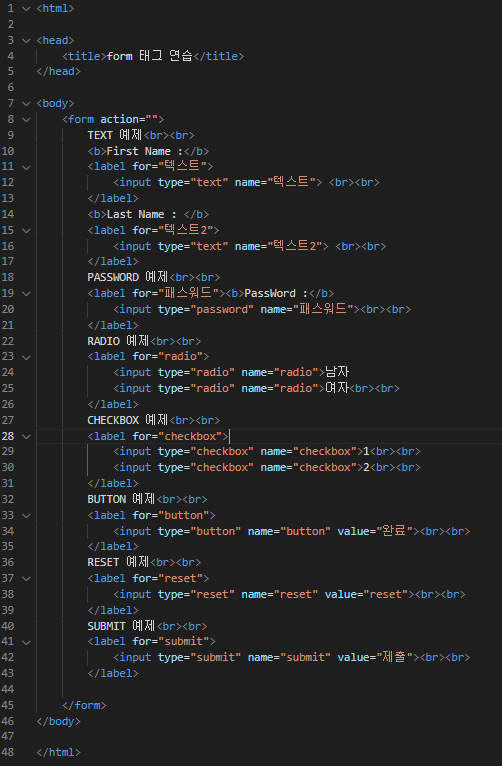 1 <html>
2
3 <head>
4     <title>form 태그 연습</title>
5 </head>
6
7 <body>
8     <form action="">
9         TEXT 예제<br><br>
10         <b>First Name :</b>
11         <label for="텍스트">
12             <input type="text" name="텍스트"> <br><br>
13         </label>
14         <b>Last Name : </b>
15         <label for="텍스트2">
16             <input type="text" name="텍스트2"> <br><br>
17         </label>
18         PASSWORD 예제<br><br>
19         <label for="패스워드"><b>PassWord :</b>
20             <input type="password" name="패스워드"><br><br>
21         </label>
22         RADIO 예제<br><br>
23         <label for="radio">
24             <input type="radio" name="radio">남자
25             <input type="radio" name="radio">여자<br><br>
26         </label>
27         CHECKBOX 예제<br><br>
28         <label for="checkbox">
29             <input type="checkbox" name="checkbox">1<br><br>
30             <input type="checkbox" name="checkbox">2<br><br>
31         </label>
32         BUTTON 예제<br><br>
33         <label for="button">
34             <input type="button" name="button" value="완료"><br><br>
35         </label>
36         RESET 예제<br><br>
37         <label for="reset">
38             <input type="reset" name="reset" value="reset"><br><br>
39         </label>
40         SUBMIT 예제<br><br>
41         <label for="submit">
42             <input type="submit" name="submit" value="제출"><br><br>
43         </label>
44
45     </form>
46 </body>
47
48 </html>